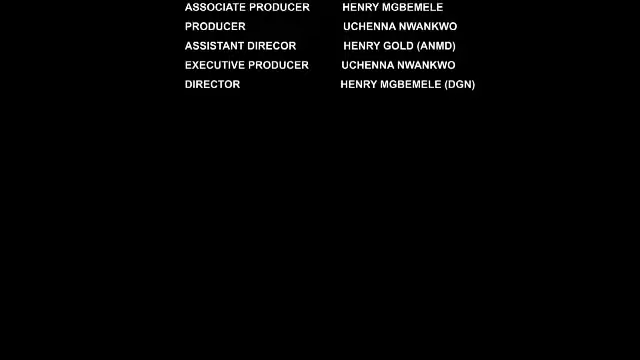 ASSOCIATE PRODUCER HENRY MGBEMELE
PRODUCER UCHENNA NWANKWO
ASSISTANT DIRECOR HENRY GOLD (ANMD)
EXECUTIVE PRODUCER UCHENNA NWANKWO
DIRECTOR HENRY MGBEMELE (DGN)